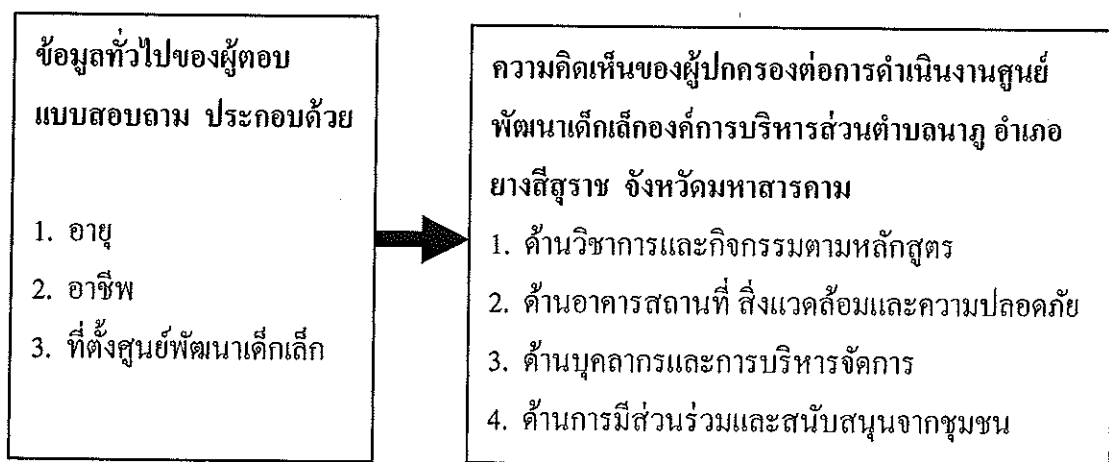 ข้อมูลทั่วไปของผู้ตอบ
แบบสอบถาม ประกอบด้วย
1. อายุ
2. อาชีพ
3. ที่ตั้งศูนย์พัฒนาเด็กเล็ก
ความคิดเห็นของผู้ปกครองต่อการดำเนินงานศูนย์
พัฒนาเด็กเล็กองค์การบริหารส่วนตำบลนาภู อำเภอ
ยางสีสุราช จังหวัดมหาสารคาม
1. ด้านวิชาการและกิจกรรมตามหลักสูตร
2. ด้านอาคารสถานที่ สิ่งแวดล้อมและความปลอดภัย
3. ด้านบุคลากรและการบริหารจัดการ
4. ด้านการมีส่วนร่วมและสนับสนุนจากชุมชน